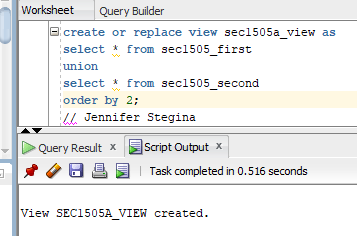 Worksheet Query Builder
create or replace view sec1505a_view as
select * from sec1505_first
union
select * from sec1505_second
order by 2;
// Jennifer Stegina
Query Result x Script Output x
Task completed in 0.516 seconds
View SEC1505A_VIEW created.